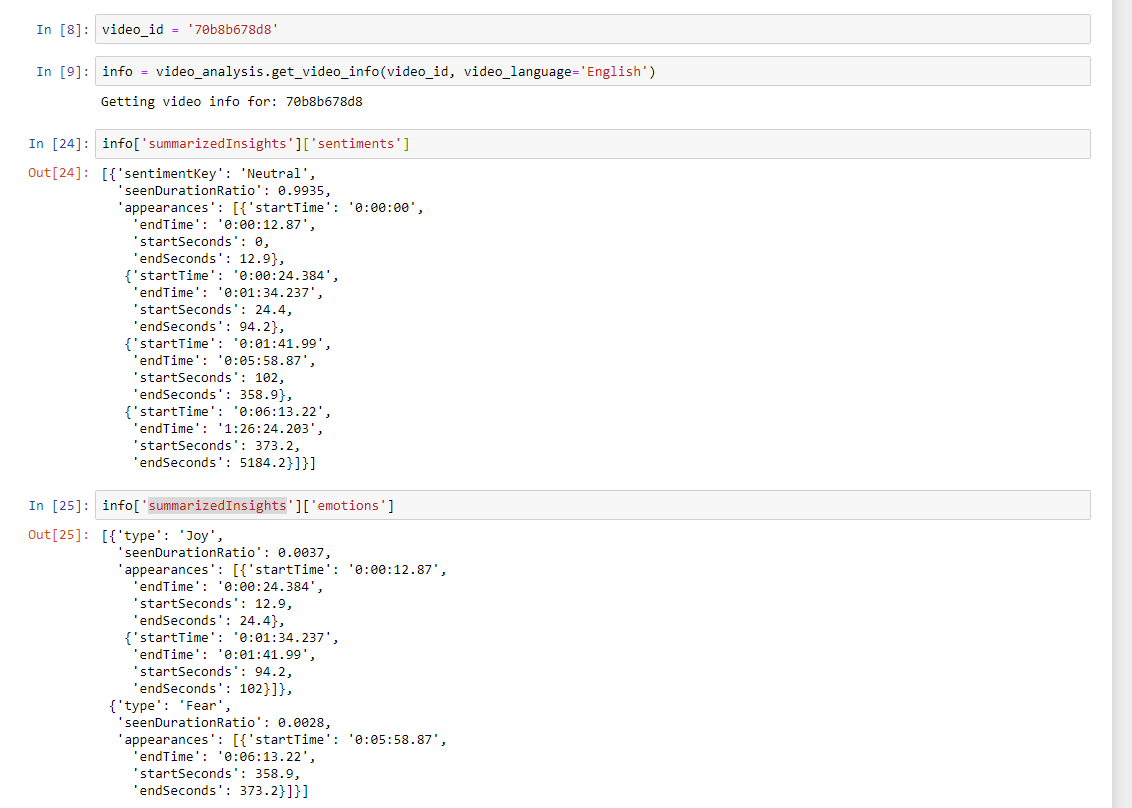 In [8]: video_id = '70b8b678d8'
In [9]: info = video_analysis.get_video_info(video_id, video_language='English')
Getting video info for: 70b8b678d8
In [24]: info['summarizedInsights']['sentiments']
Out[24]: [{'sentimentKey': 'Neutral',
'seenDurationRatio': 0.9935,
'appearances': [{'startTime': '0:00:00',
'endTime': '0:00:12.87',
'startSeconds': 0,
'endSeconds': 12.9},
{'startTime': '0:00:24.384',
'endTime': '0:01:34.237',
'startSeconds': 24.4,
'endSeconds': 94.2},
{'startTime': '0:01:41.99',
'endTime': '0:05:58.87',
'startSeconds': 102,
'endSeconds': 358.9},
{'startTime': '0:06:13.22',
'endTime': '1:26:24.203',
'startSeconds': 373.2,
'endSeconds': 5184.2}]}]
In [25]: info['summarizedInsights']['emotions']
Out[25]: [{'type': 'Joy',
'seenDurationRatio': 0.0037,
'appearances': [{'startTime': '0:00:12.87',
'endTime': '0:00:24.384',
'startSeconds': 12.9,
'endSeconds': 24.4},
{'startTime': '0:01:34.237',
'endTime': '0:01:41.99',
'startSeconds': 94.2,
'endSeconds': 102}]},
{'type': 'Fear',
'seenDurationRatio': 0.0028,
'appearances': [{'startTime': '0:05:58.87',
'endTime': '0:06:13.22',
'startSeconds': 358.9,
'endSeconds': 373.2}]}]